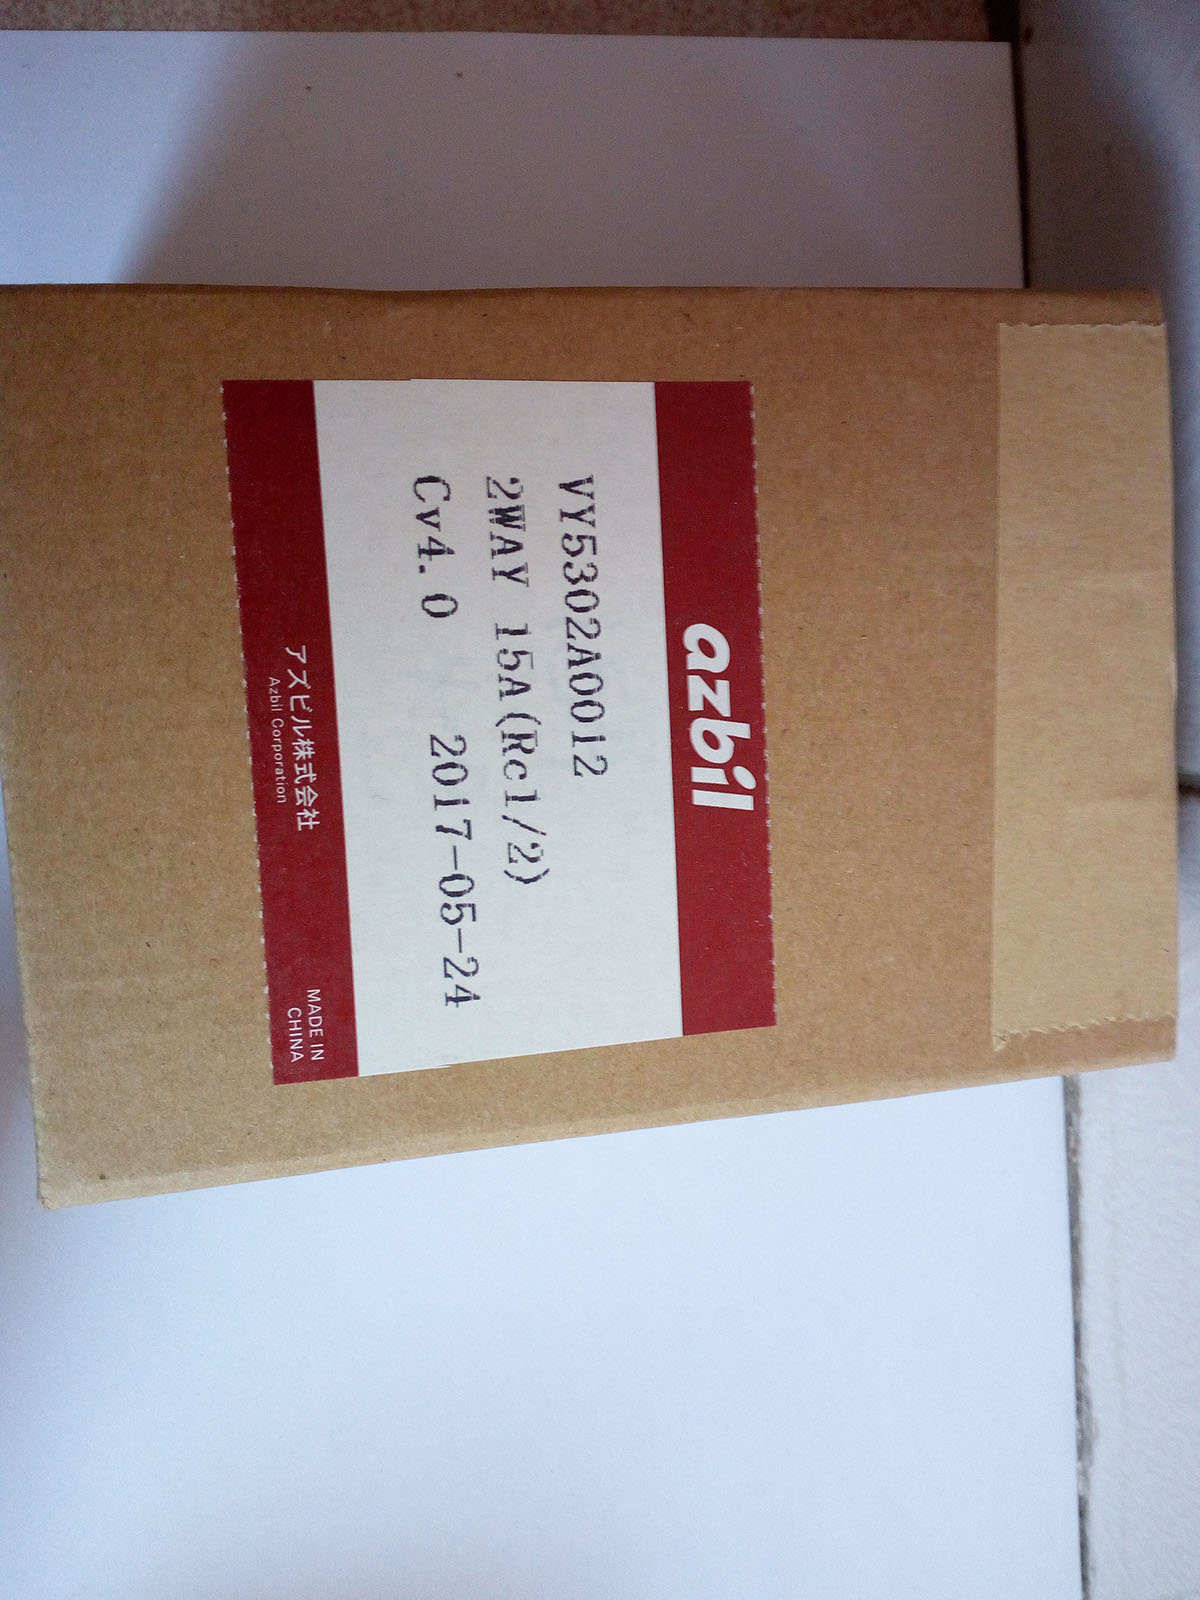 azbil
VY5302A0012
2WAY 15A(Rc1/2)
Cv4.0 2017-05-24
アズビル株式会社
Azbil Corporation
MADE IN
CHINA